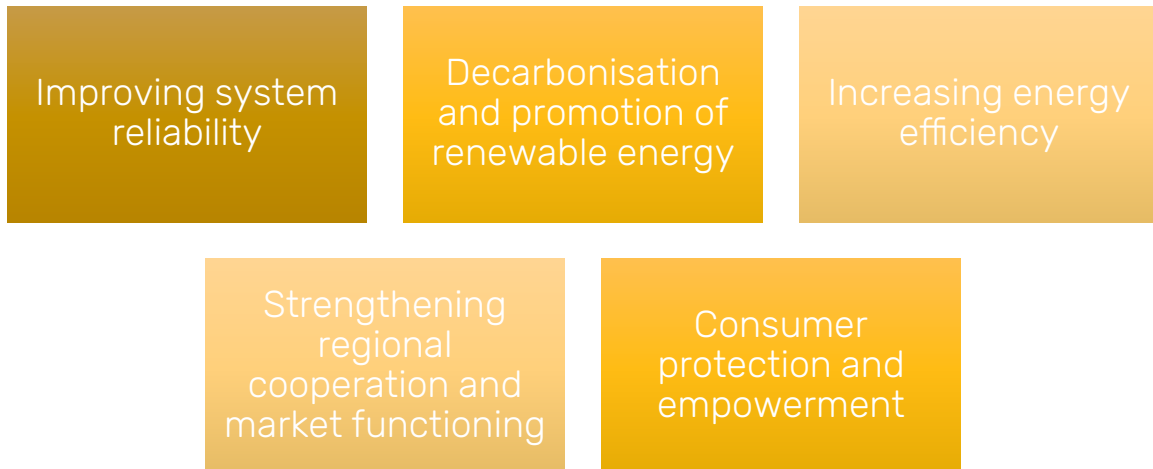 Improving system
reliability
Decarbonisation
and promotion of
renewable energy
Increasing energy
efficiency
Strengthening
regional
cooperation and
market functioning
Consumer
protection and
empowerment